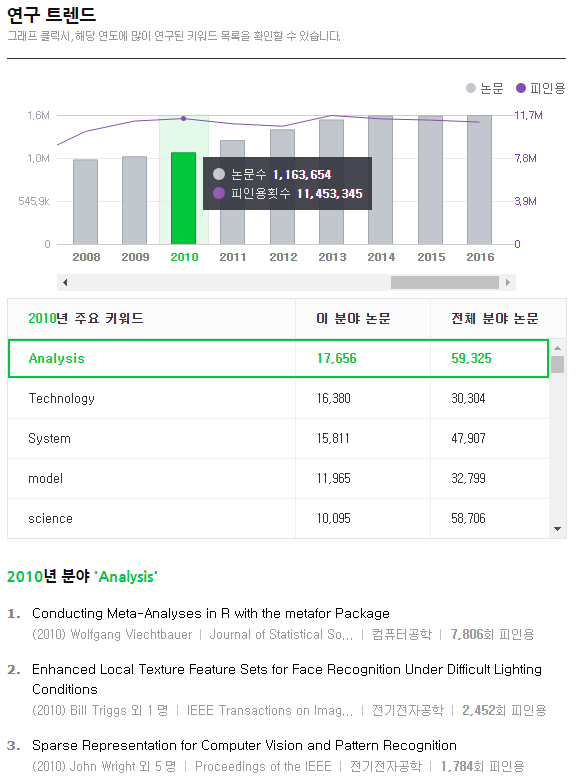 연구 트렌드
그래프 클릭시, 해당 연도에 많이 연구된 키워드 목록을 확인할 수 있습니다.
논문 피인용
1.6M 11.7M
1.0M 7.8M
545.9k 3.9M
0 0
논문수 1,163,654
피인용횟수 11,453,345
2008 2009 2010 2011 2012 2013 2014 2015 2016
2010년 주요 키워드 이 분야 논문 전체 분야 논문
Analysis 17,656 59,325
Technology 16,380 30,304
System 15,811 47,907
model 11,965 32,799
science 10,095 58,706
2010년 분야 'Analysis'
1. Conducting Meta-Analyses in R with the metafor Package
(2010) Wolfgang Viechtbauer | Journal of Statistical So... | 컴퓨터공학 | 7,806회 피인용
2. Enhanced Local Texture Feature Sets for Face Recognition Under Difficult Lighting
Conditions
(2010) Bill Triggs 외 1 명 | IEEE Transactions on Imag... | 전기전자공학 | 2,452회 피인용
3. Sparse Representation for Computer Vision and Pattern Recognition
(2010) John Wright 외 5 명 | Proceedings of the IEEE | 전기전자공학 | 1,784회 피인용